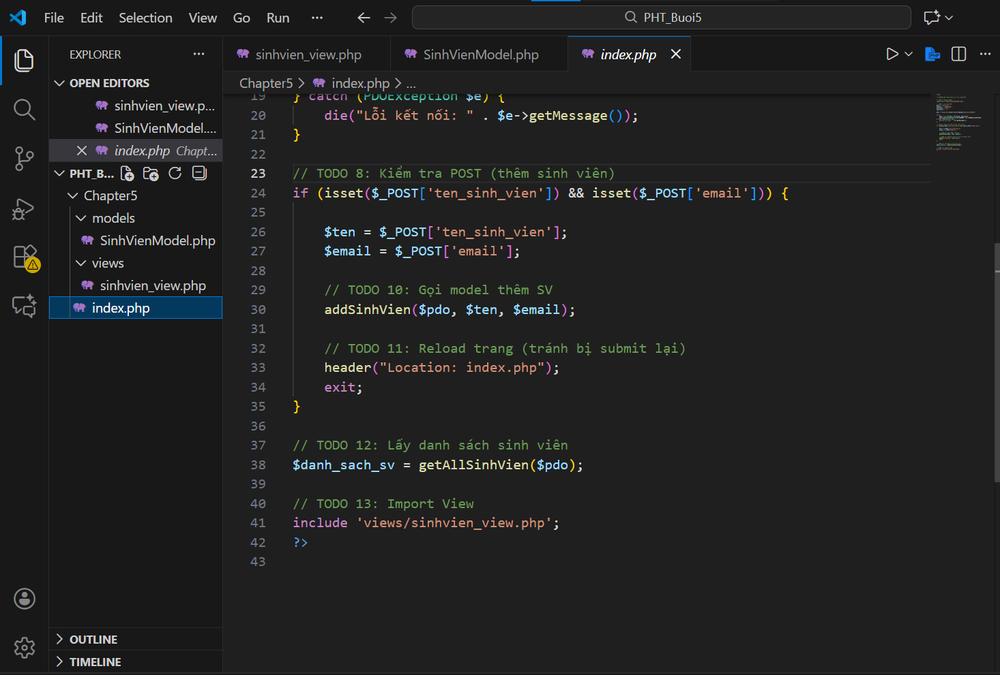 File Edit Selection View Go Run ···
PHT_Buoi5
EXPLORER ···
OPEN EDITORS
sinhvien_view.p...
SinhVienModel....
index.php Chapt...
PHT_B...
Chapter5
models
SinhVienModel.php
views
sinhvien_view.php
index.php
OUTLINE
TIMELINE
sinhvien_view.php SinhVienModel.php index.php
Chapter5 > index.php > ...
19 } catch (PDOException $e) {
20 die("Lỗi kết nối: " . $e->getMessage());
21 }
22
23 // TODO 8: Kiểm tra POST (thêm sinh viên)
24 if (isset($_POST['ten_sinh_vien']) && isset($_POST['email'])) {
25
26 $ten = $_POST['ten_sinh_vien'];
27 $email = $_POST['email'];
28
29 // TODO 10: Gọi model thêm SV
30 addSinhVien($pdo, $ten, $email);
31
32 // TODO 11: Reload trang (tránh bị submit lại)
33 header("Location: index.php");
34 exit;
35 }
36
37 // TODO 12: Lấy danh sách sinh viên
38 $danh_sach_sv = getAllSinhVien($pdo);
39
40 // TODO 13: Import View
41 include 'views/sinhvien_view.php';
42 ?>
43